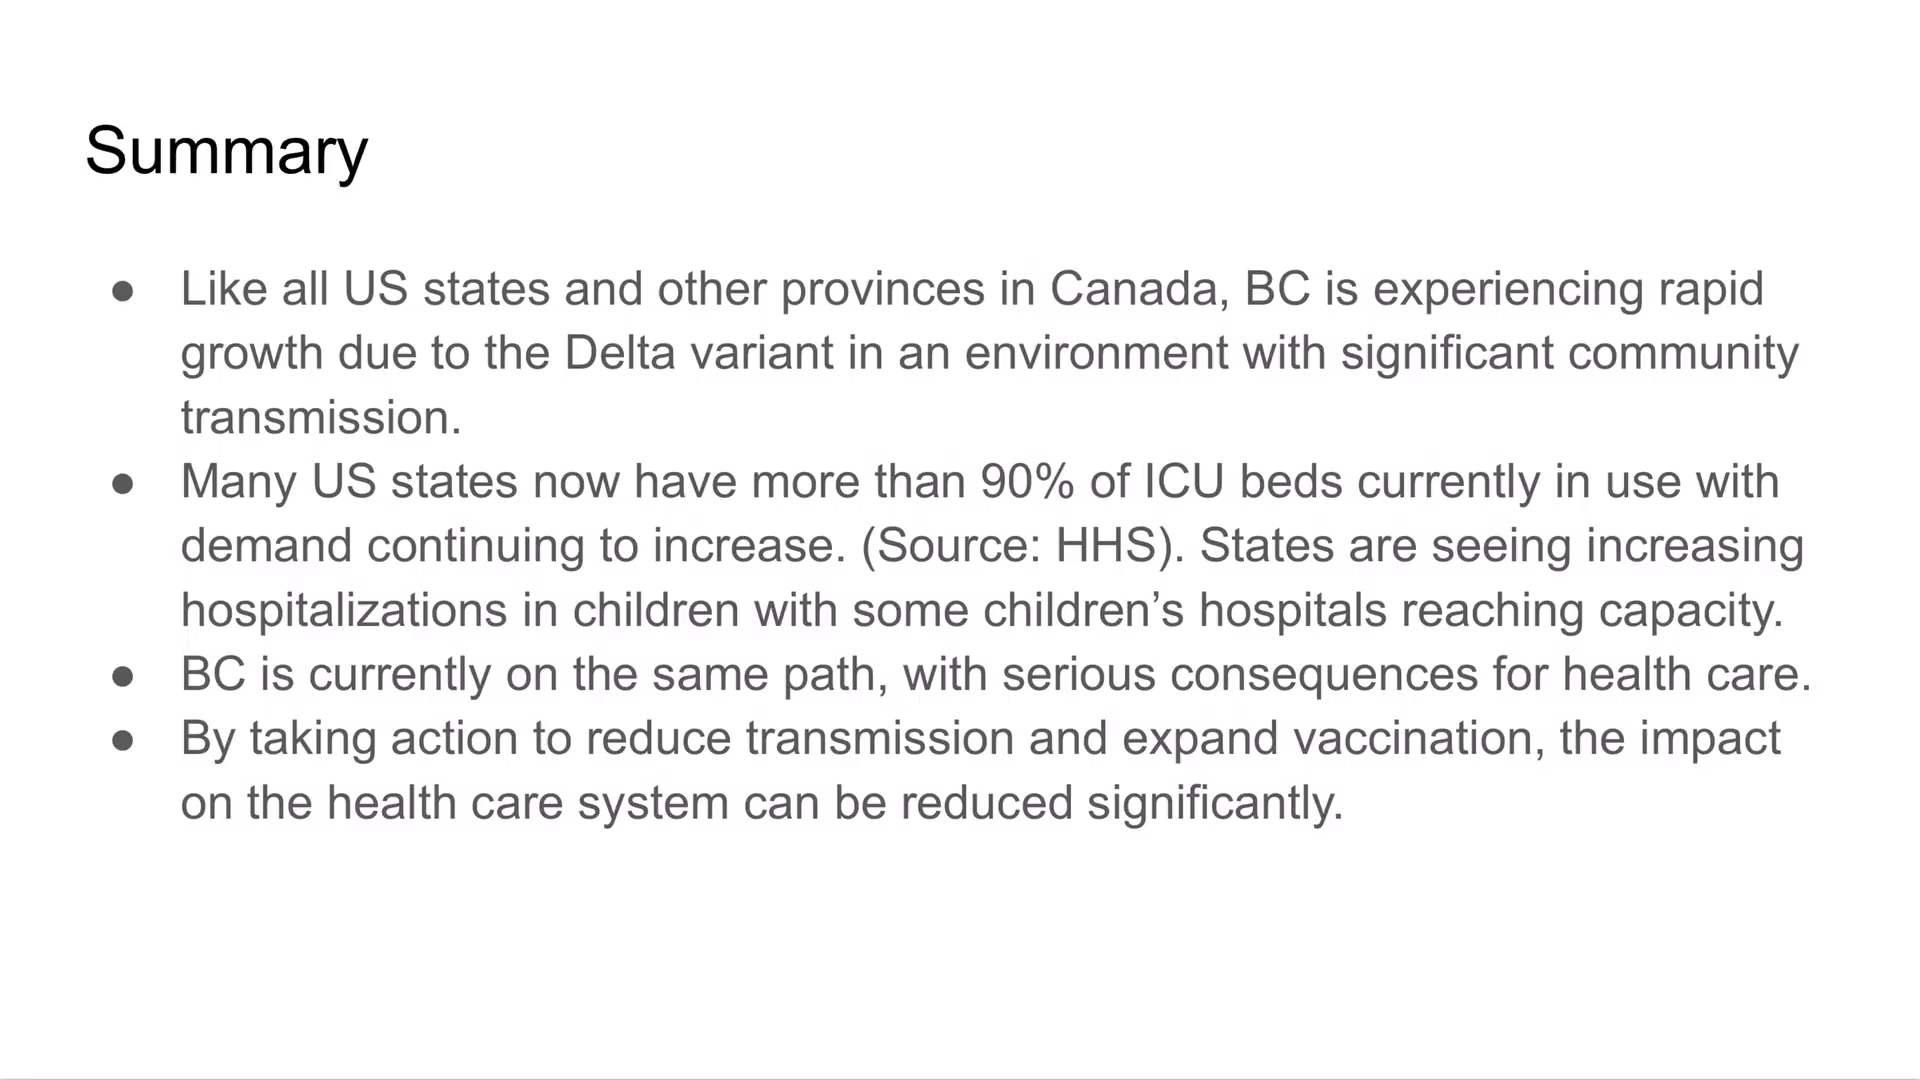 Summary
● Like all US states and other provinces in Canada, BC is experiencing rapid
growth due to the Delta variant in an environment with significant community
transmission.
● Many US states now have more than 90% of ICU beds currently in use with
demand continuing to increase. (Source: HHS). States are seeing increasing
hospitalizations in children with some children’s hospitals reaching capacity.
● BC is currently on the same path, with serious consequences for health care.
● By taking action to reduce transmission and expand vaccination, the impact
on the health care system can be reduced significantly.